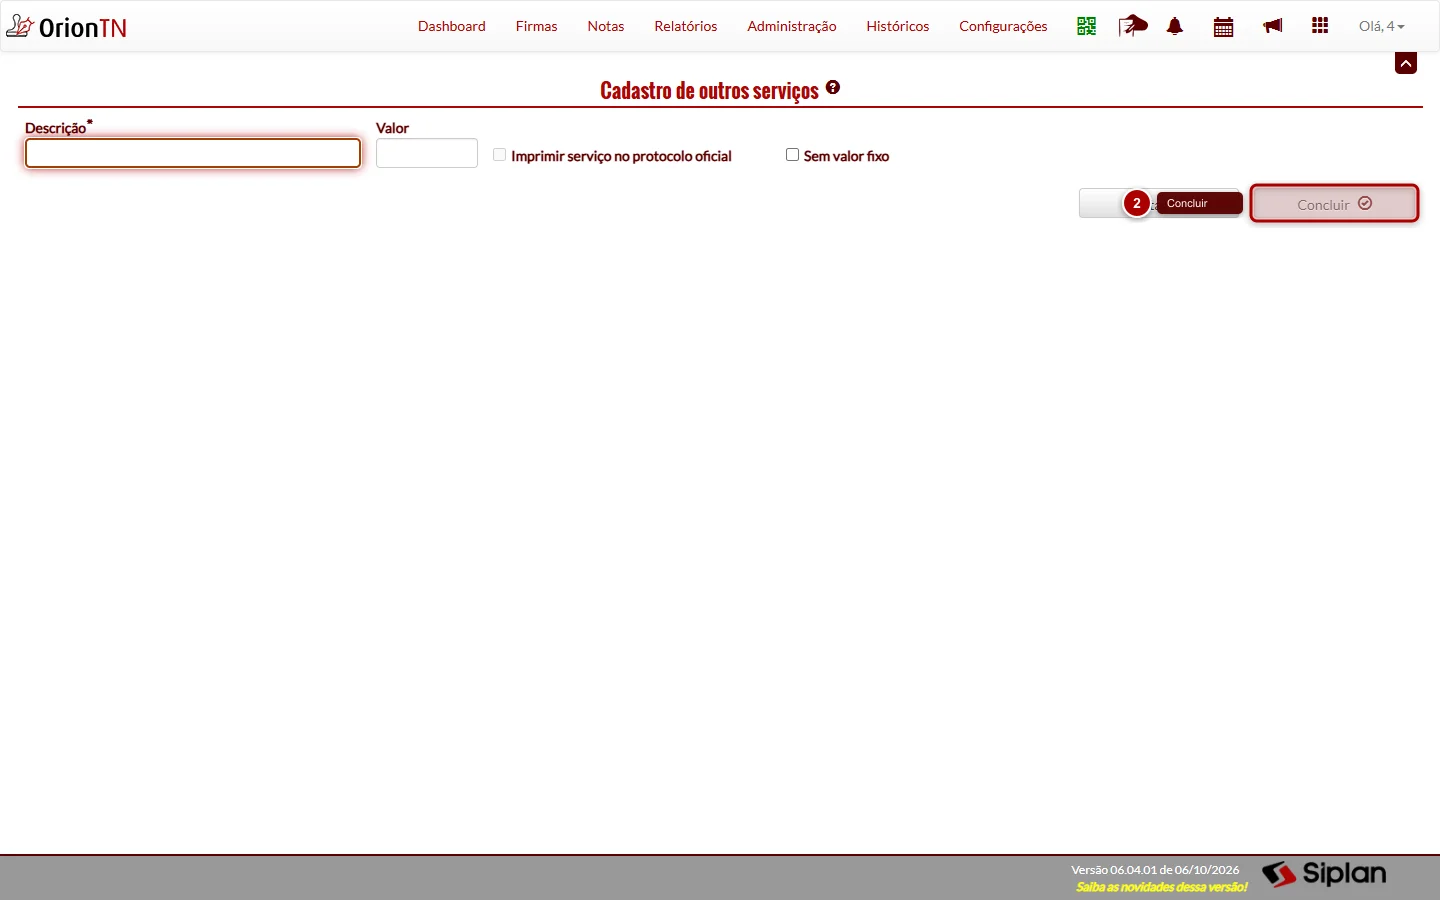 OrionTN
Dashboard Firmas Notas Relatórios Administração Históricos Configurações Olá, 4
Cadastro de outros serviços ?
Descrição* Valor
Imprimir serviço no protocolo oficial Sem valor fixo
2 Concluir Concluir
Versão 06.04.01 de 06/10/2026
Saiba as novidades dessa versão!
Siplan